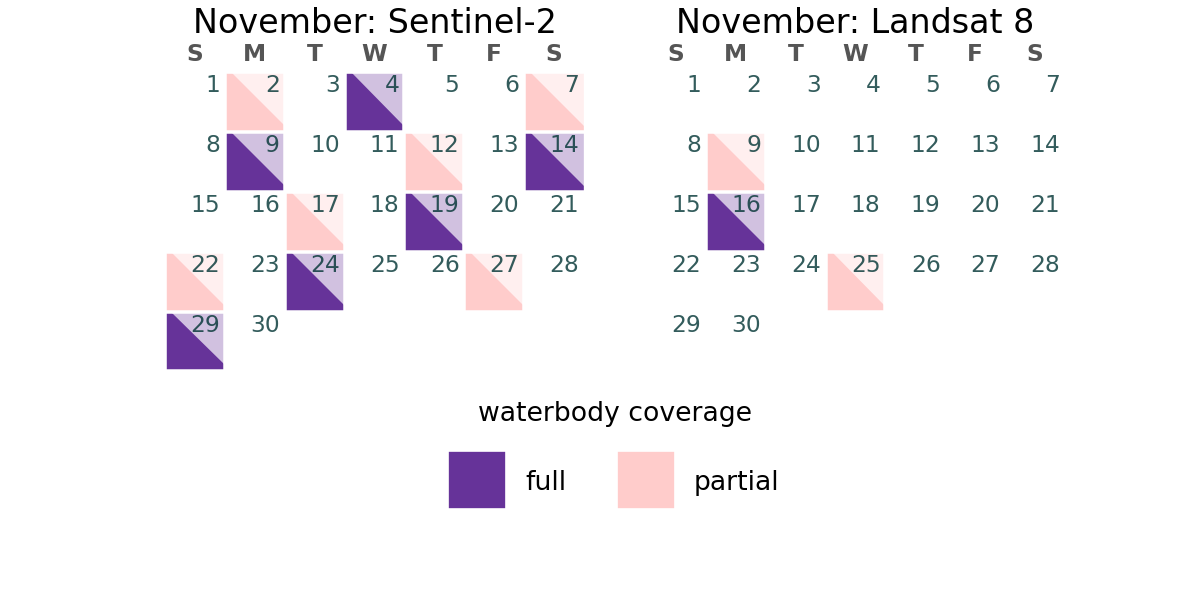 November: Sentinel-2
S M T W T F S
1 2 3 4 5 6 7
8 9 10 11 12 13 14
15 16 17 18 19 20 21
22 23 24 25 26 27 28
29 30
November: Landsat 8
S M T W T F S
1 2 3 4 5 6 7
8 9 10 11 12 13 14
15 16 17 18 19 20 21
22 23 24 25 26 27 28
29 30
waterbody coverage
full
partial